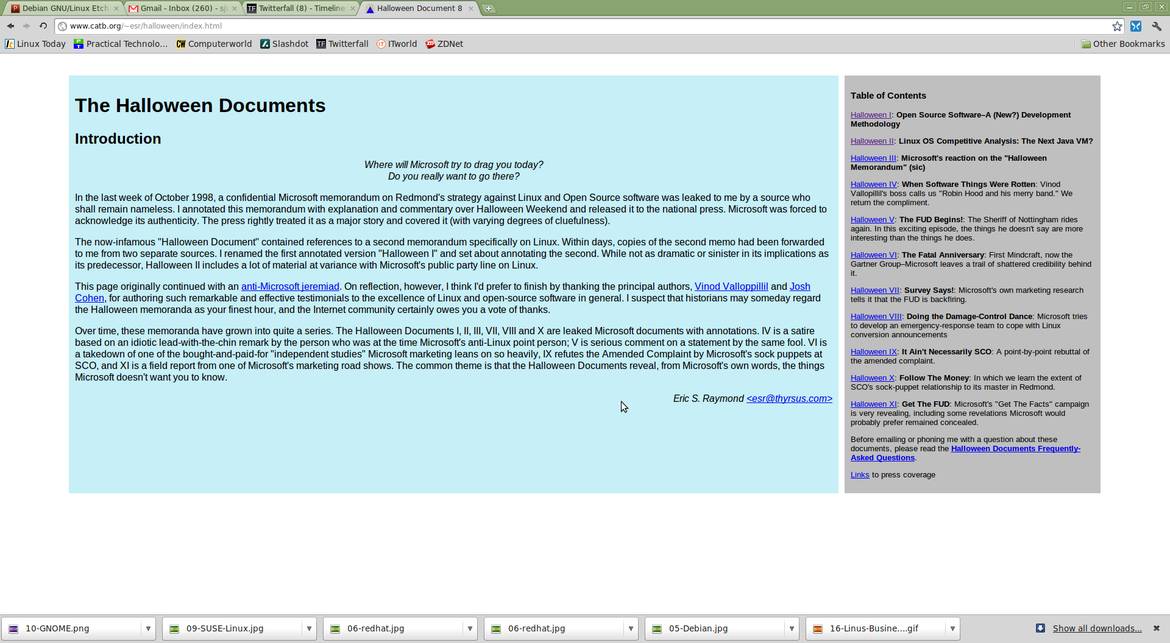 Debian GNU/Linux Etch
Gmail - Inbox (260) - sj
Twitterfall (8) - Timeline
Halloween Document 8
www.catb.org/~esr/halloween/index.html
Linux Today
Practical Technolo...
Computerworld
Slashdot
Twitterfall
ITworld
ZDNet
Other Bookmarks
The Halloween Documents
Introduction
Where will Microsoft try to drag you today?
Do you really want to go there?
In the last week of October 1998, a confidential Microsoft memorandum on Redmond's strategy against Linux and Open Source software was leaked to me by a source who
shall remain nameless. I annotated this memorandum with explanation and commentary over Halloween Weekend and released it to the national press. Microsoft was forced to
acknowledge its authenticity. The press rightly treated it as a major story and covered it (with varying degrees of cluefulness).
The now-infamous "Halloween Document" contained references to a second memorandum specifically on Linux. Within days, copies of the second memo had been forwarded
to me from two separate sources. I renamed the first annotated version "Halloween I" and set about annotating the second. While not as dramatic or sinister in its implications as
its predecessor, Halloween II includes a lot of material at variance with Microsoft's public party line on Linux.
This page originally continued with an anti-Microsoft jeremiad. On reflection, however, I think I'd prefer to finish by thanking the principal authors, Vinod Valloppillil and Josh
Cohen, for authoring such remarkable and effective testimonials to the excellence of Linux and open-source software in general. I suspect that historians may someday regard
the Halloween memoranda as your finest hour, and the Internet community certainly owes you a vote of thanks.
Over time, these memoranda have grown into quite a series. The Halloween Documents I, II, III, VII, VIII and X are leaked Microsoft documents with annotations. IV is a satire
based on an idiotic lead-with-the-chin remark by the person who was at the time Microsoft's anti-Linux point person; V is serious comment on a statement by the same fool. VI is
a takedown of one of the bought-and-paid-for "independent studies" Microsoft marketing leans on so heavily, IX refutes the Amended Complaint by Microsoft's sock puppets at
SCO, and XI is a field report from one of Microsoft's marketing road shows. The common theme is that the Halloween Documents reveal, from Microsoft's own words, the things
Microsoft doesn't want you to know.
Eric S. Raymond <esr@thyrsus.com>
Table of Contents
Halloween I: Open Source Software–A (New?) Development
Methodology
Halloween II: Linux OS Competitive Analysis: The Next Java VM?
Halloween III: Microsoft's reaction on the "Halloween
Memorandum" (sic)
Halloween IV: When Software Things Were Rotten: Vinod
Vallopillil's boss calls us "Robin Hood and his merry band." We
return the compliment.
Halloween V: The FUD Begins!: The Sheriff of Nottingham rides
again. In this exciting episode, the things he doesn't say are more
interesting than the things he does.
Halloween VI: The Fatal Anniversary: First Mindcraft, now the
Gartner Group–Microsoft leaves a trail of shattered credibility behind
it.
Halloween VII: Survey Says!: Microsoft's own marketing research
tells it that the FUD is backfiring.
Halloween VIII: Doing the Damage-Control Dance: Microsoft tries
to develop an emergency-response team to cope with Linux
conversion announcements
Halloween IX: It Ain't Necessarily SCO: A point-by-point rebuttal of
the amended complaint.
Halloween X: Follow The Money: In which we learn the extent of
SCO's sock-puppet relationship to its master in Redmond.
Halloween XI: Get The FUD: Microsoft's "Get The Facts" campaign
is very revealing, including some revelations Microsoft would
probably prefer remained concealed.
Before emailing or phoning me with a question about these
documents, please read the Halloween Documents Frequently-
Asked Questions.
Links to press coverage
10-GNOME.png
09-SUSE-Linux.jpg
06-redhat.jpg
06-redhat.jpg
05-Debian.jpg
16-Linus-Busine....gif
Show all downloads...